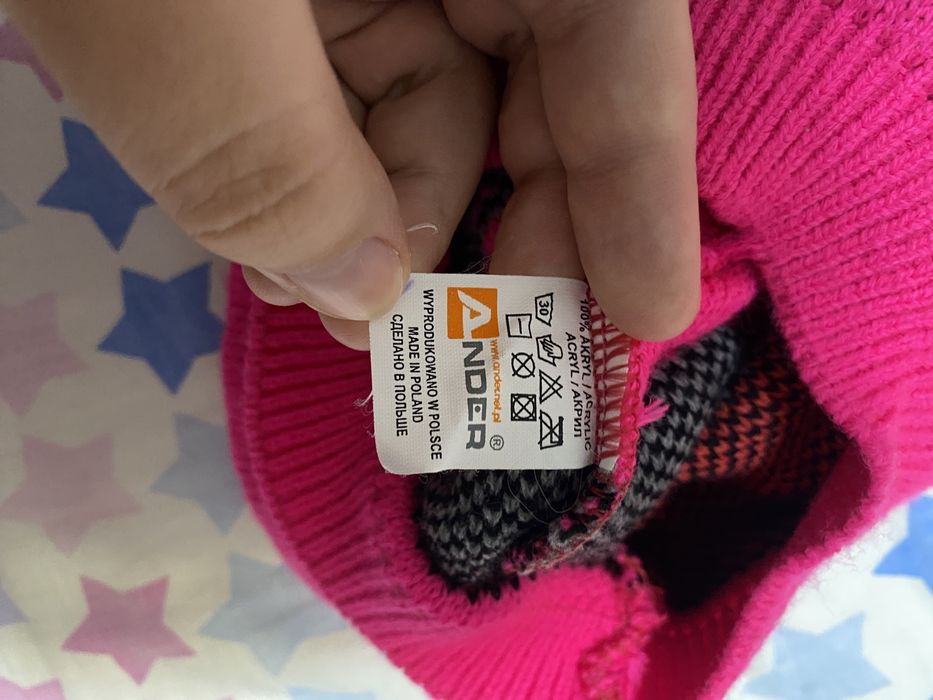 100% AKRYL / ACRYLIC
ACRYL / АКРИЛ
30
www.ander.net.pl
ANDER®
WYPRODUKOWANO W POLSCE
MADE IN POLAND
СДЕЛАНО В ПОЛЬШЕ